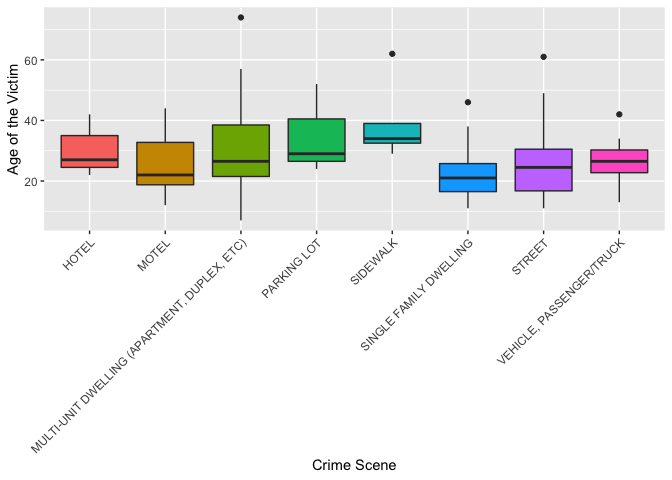 Age of the Victim
60
40
20
HOTEL
MOTEL
MULTI-UNIT DWELLING (APARTMENT, DUPLEX, ETC)
PARKING LOT
SIDEWALK
SINGLE FAMILY DWELLING
STREET
VEHICLE, PASSENGER/TRUCK
Crime Scene